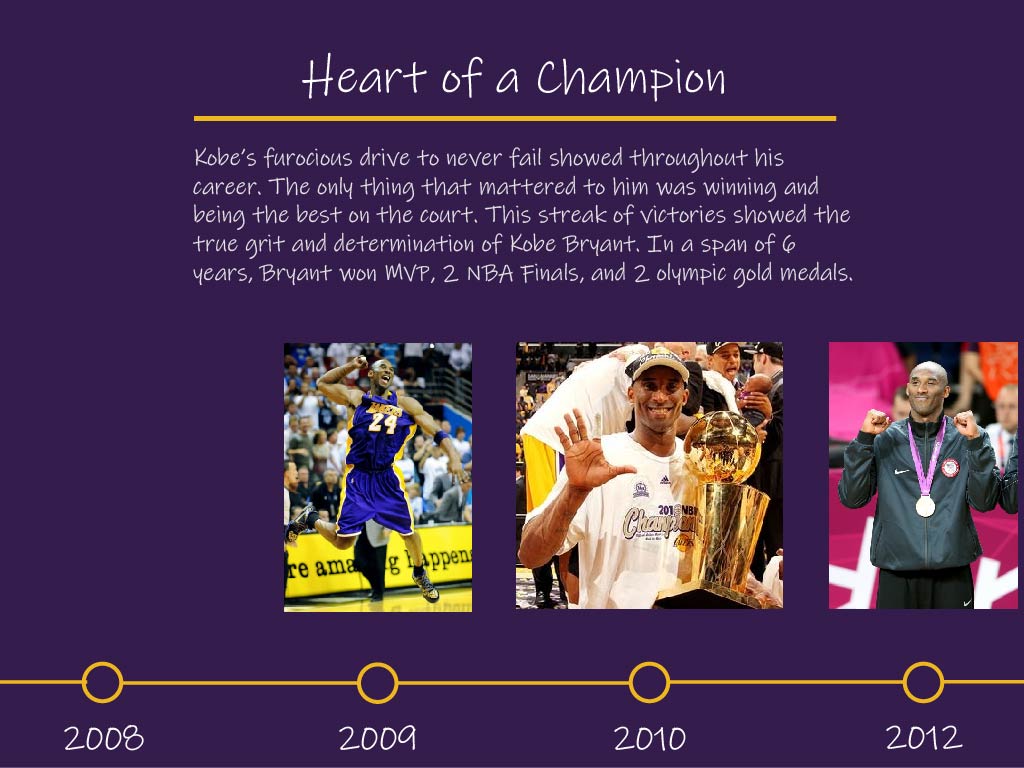 Heart of a Champion
Kobe's furocious drive to never fail showed throughout his
career. The only thing that mattered to him was winning and
being the best on the court. This streak of victories showed the
true grit and determination of Kobe Bryant. In a span of 6
years, Bryant won MVP, 2 NBA Finals, and 2 olympic gold medals.
LAKERS
24
re amazing happens
201 NBA
Champions
2008 2009 2010 2012